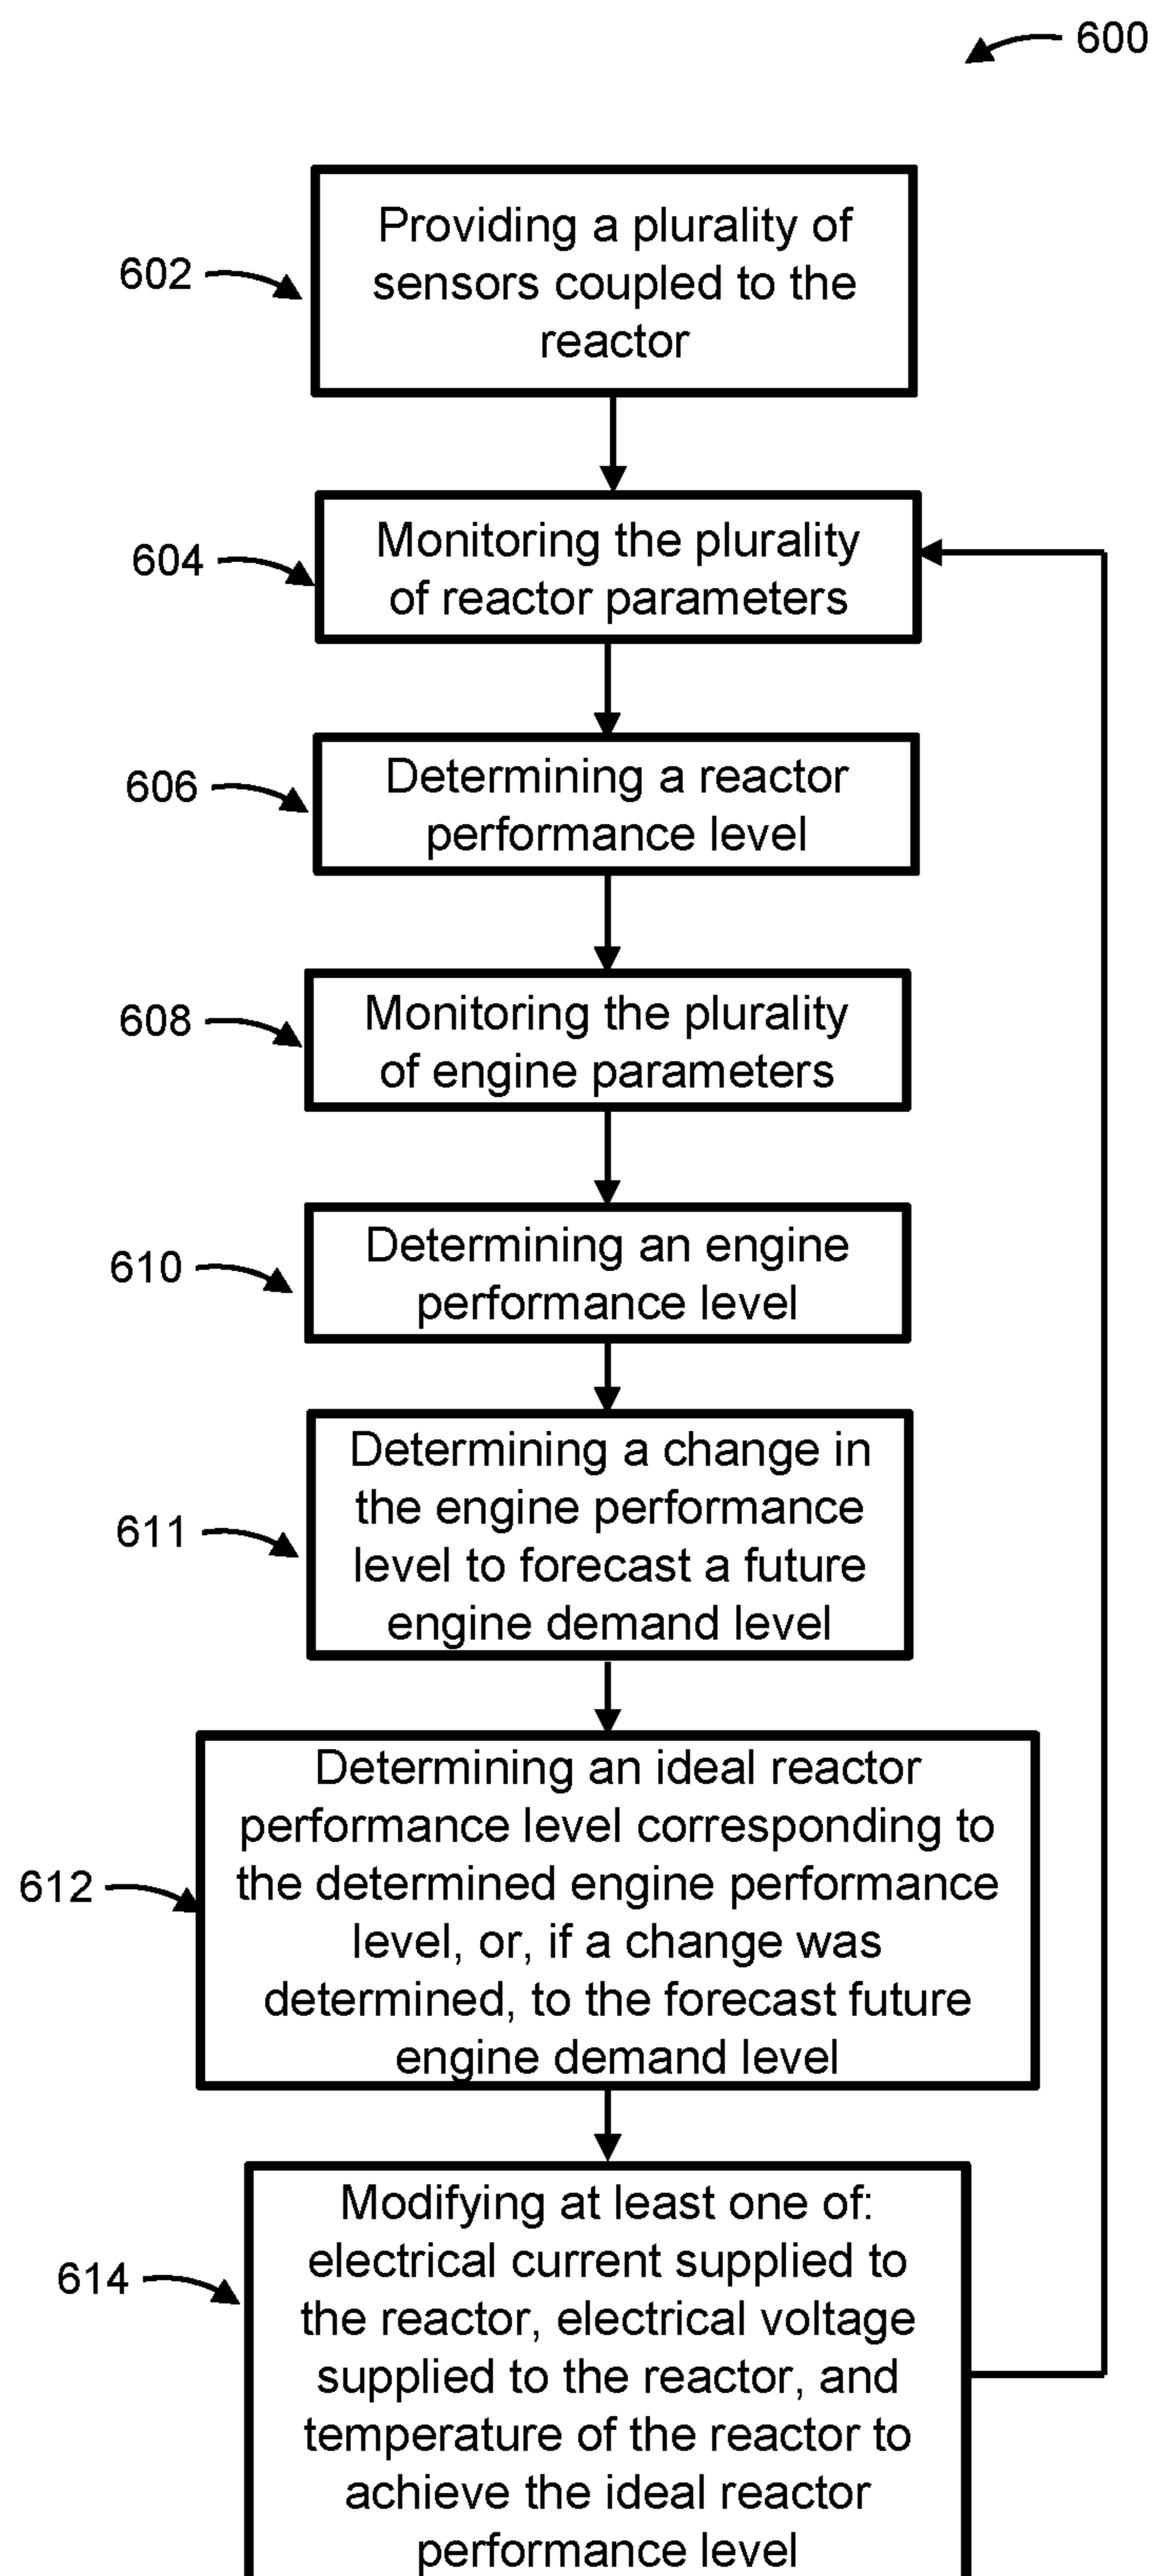 600
602
Providing a plurality of
sensors coupled to the
reactor
604
Monitoring the plurality
of reactor parameters
606
Determining a reactor
performance level
608
Monitoring the plurality
of engine parameters
610
Determining an engine
performance level
611
Determining a change in
the engine performance
level to forecast a future
engine demand level
612
Determining an ideal reactor
performance level corresponding to
the determined engine performance
level, or, if a change was
determined, to the forecast future
engine demand level
614
Modifying at least one of:
electrical current supplied to
the reactor, electrical voltage
supplied to the reactor, and
temperature of the reactor to
achieve the ideal reactor
performance level